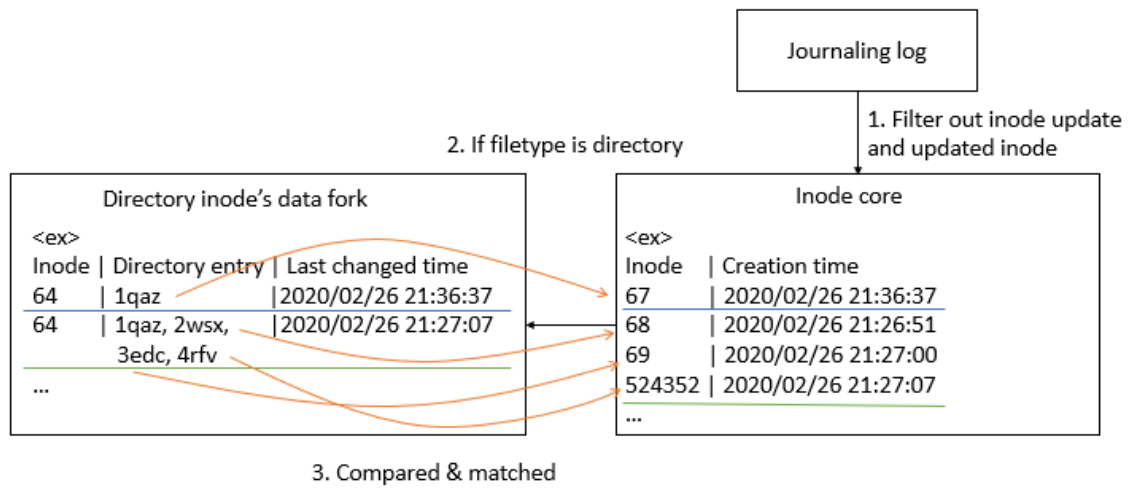 Journaling log
1. Filter out inode update
and updated inode
2. If filetype is directory
Directory inode's data fork
<ex>
Inode | Directory entry | Last changed time
64 | 1qaz |2020/02/26 21:36:37
64 | 1qaz, 2wsx, |2020/02/26 21:27:07
3edc, 4rfv
...
Inode core
<ex>
Inode | Creation time
67 | 2020/02/26 21:36:37
68 | 2020/02/26 21:26:51
69 | 2020/02/26 21:27:00
524352 | 2020/02/26 21:27:07
...
3. Compared & matched